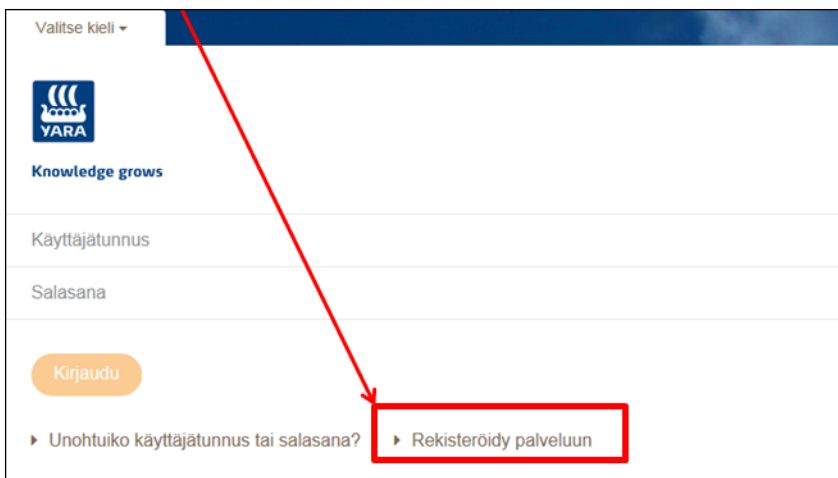 Valitse kieli
YARA
Knowledge grows
Käyttäjätunnus
Salasana
Kirjaudu
Unohtuiko käyttäjätunnus tai salasana? Rekisteröidy palveluun